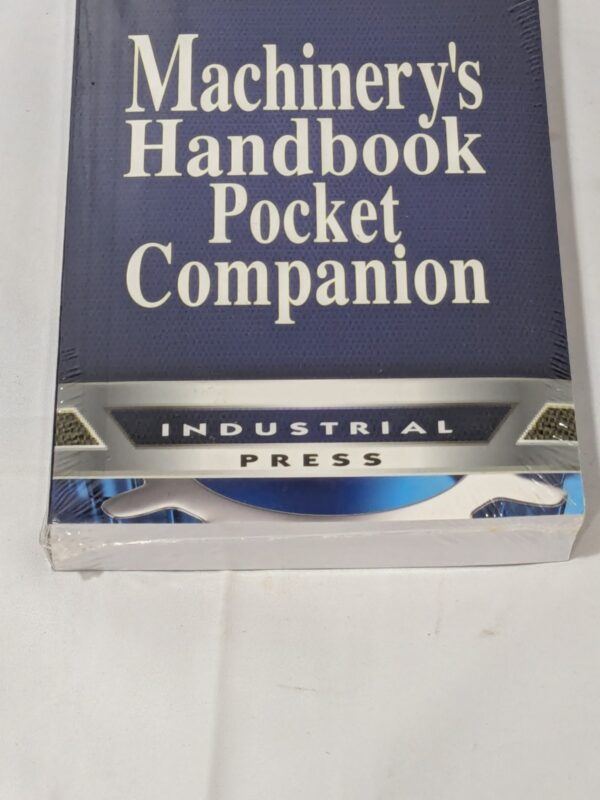 Machinery's
Handbook
Pocket
Companion
INDUSTRIAL
PRESS